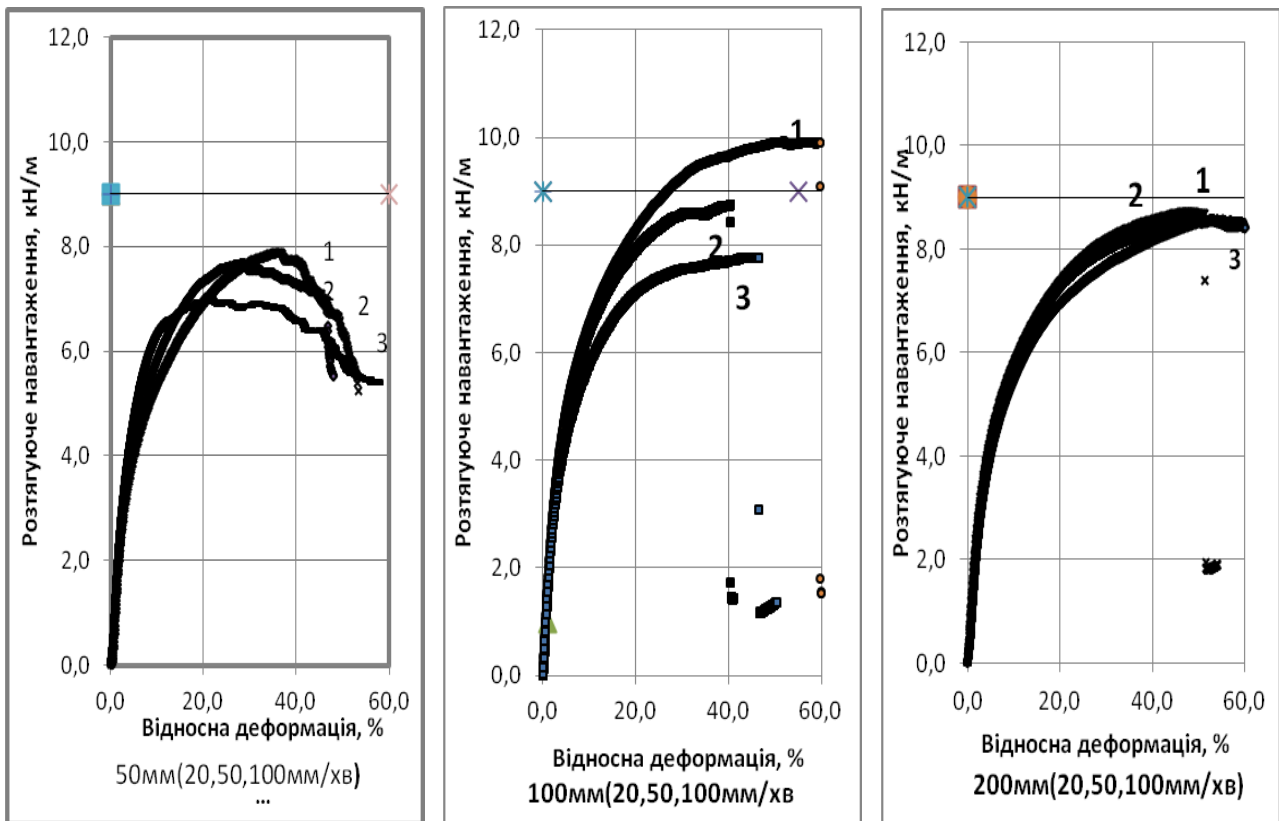 Розтягуюче навантаження, кН/м
12,0
10,0
8,0
6,0
4,0
2,0
0,0
1
2
2
3
0,0 20,0 40,0 60,0
Відносна деформація, %
50мм(20,50,100мм/хв)
...
Розтягуюче навантаження, кН/м
12,0
10,0
8,0
6,0
4,0
2,0
0,0
1
2
3
0,0 20,0 40,0 60,0
Відносна деформація, %
100мм(20,50,100мм/хв
Розтягуюче навантаження, кН/м
12,0
10,0
8,0
6,0
4,0
2,0
0,0
2 1
3
0,0 20,0 40,0 60,0
Відносна деформація, %
200мм(20,50,100мм/хв)